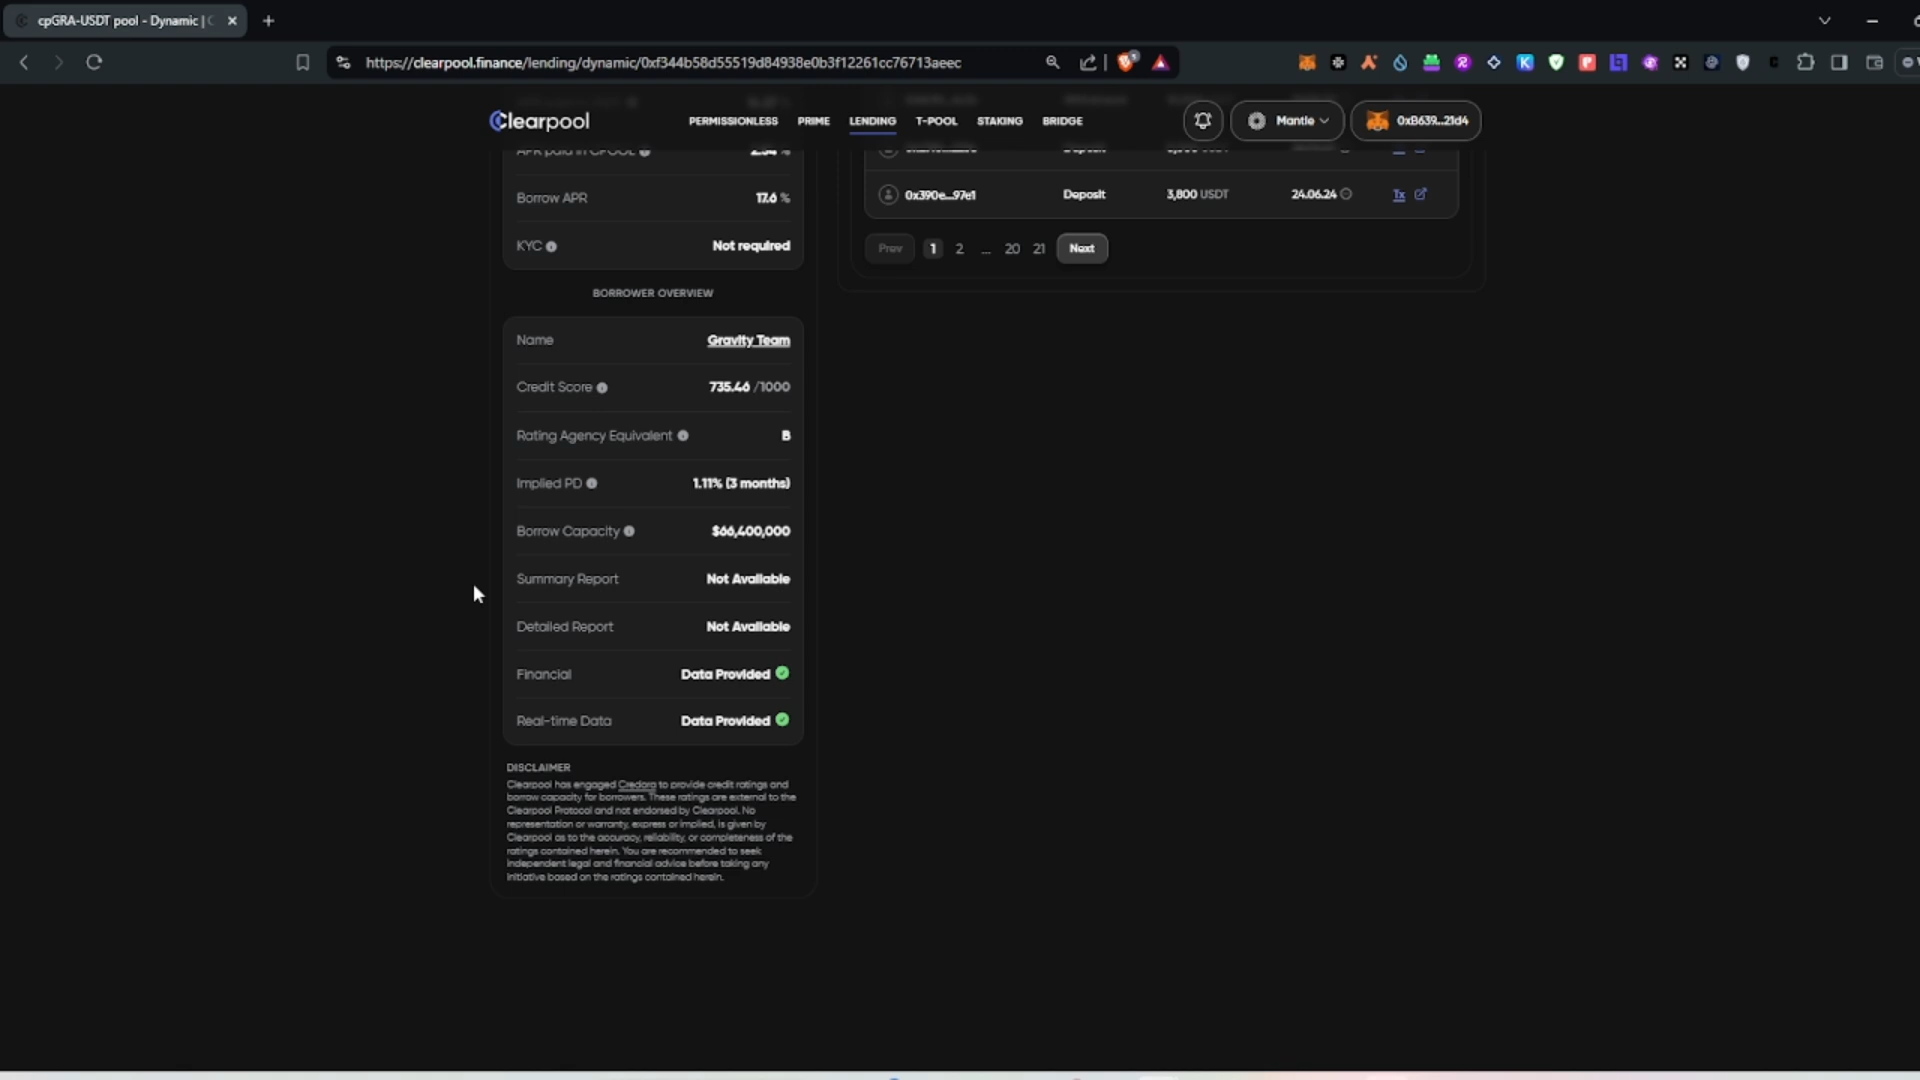 cpGRA-USDT pool - Dynamic |
https://clearpool.finance/lending/dynamic/0xf344b58d55519d84938e0b3f12261cc76713aeec
Clearpool
PERMISSIONLESS
PRIME
LENDING
T-POOL
STAKING
BRIDGE
Mantle
0xB639...21d4
APR paid in CPOOL 2.54 %
Borrow APR 17.6 %
KYC Not required
Deposit
0x390e...97e1 Deposit 3,800 USDT 24.06.24 Tx
Prev 1 2 ... 20 21 Next
BORROWER OVERVIEW
Name Gravity Team
Credit Score 735.46 /1000
Rating Agency Equivalent B
Implied PD 1.11% (3 months)
Borrow Capacity $66,400,000
Summary Report Not Available
Detailed Report Not Available
Financial Data Provided
Real-time Data Data Provided
DISCLAIMER
Clearpool has engaged Credora to provide credit ratings and
borrow capacity for borrowers. These ratings are external to the
Clearpool Protocol and not endorsed by Clearpool. No
representation or warranty, express or implied, is given by
Clearpool as to the accuracy, reliability, or completeness of the
ratings contained herein. You are recommended to seek
independent legal and financial advice before taking any
initiative based on the ratings contained herein.